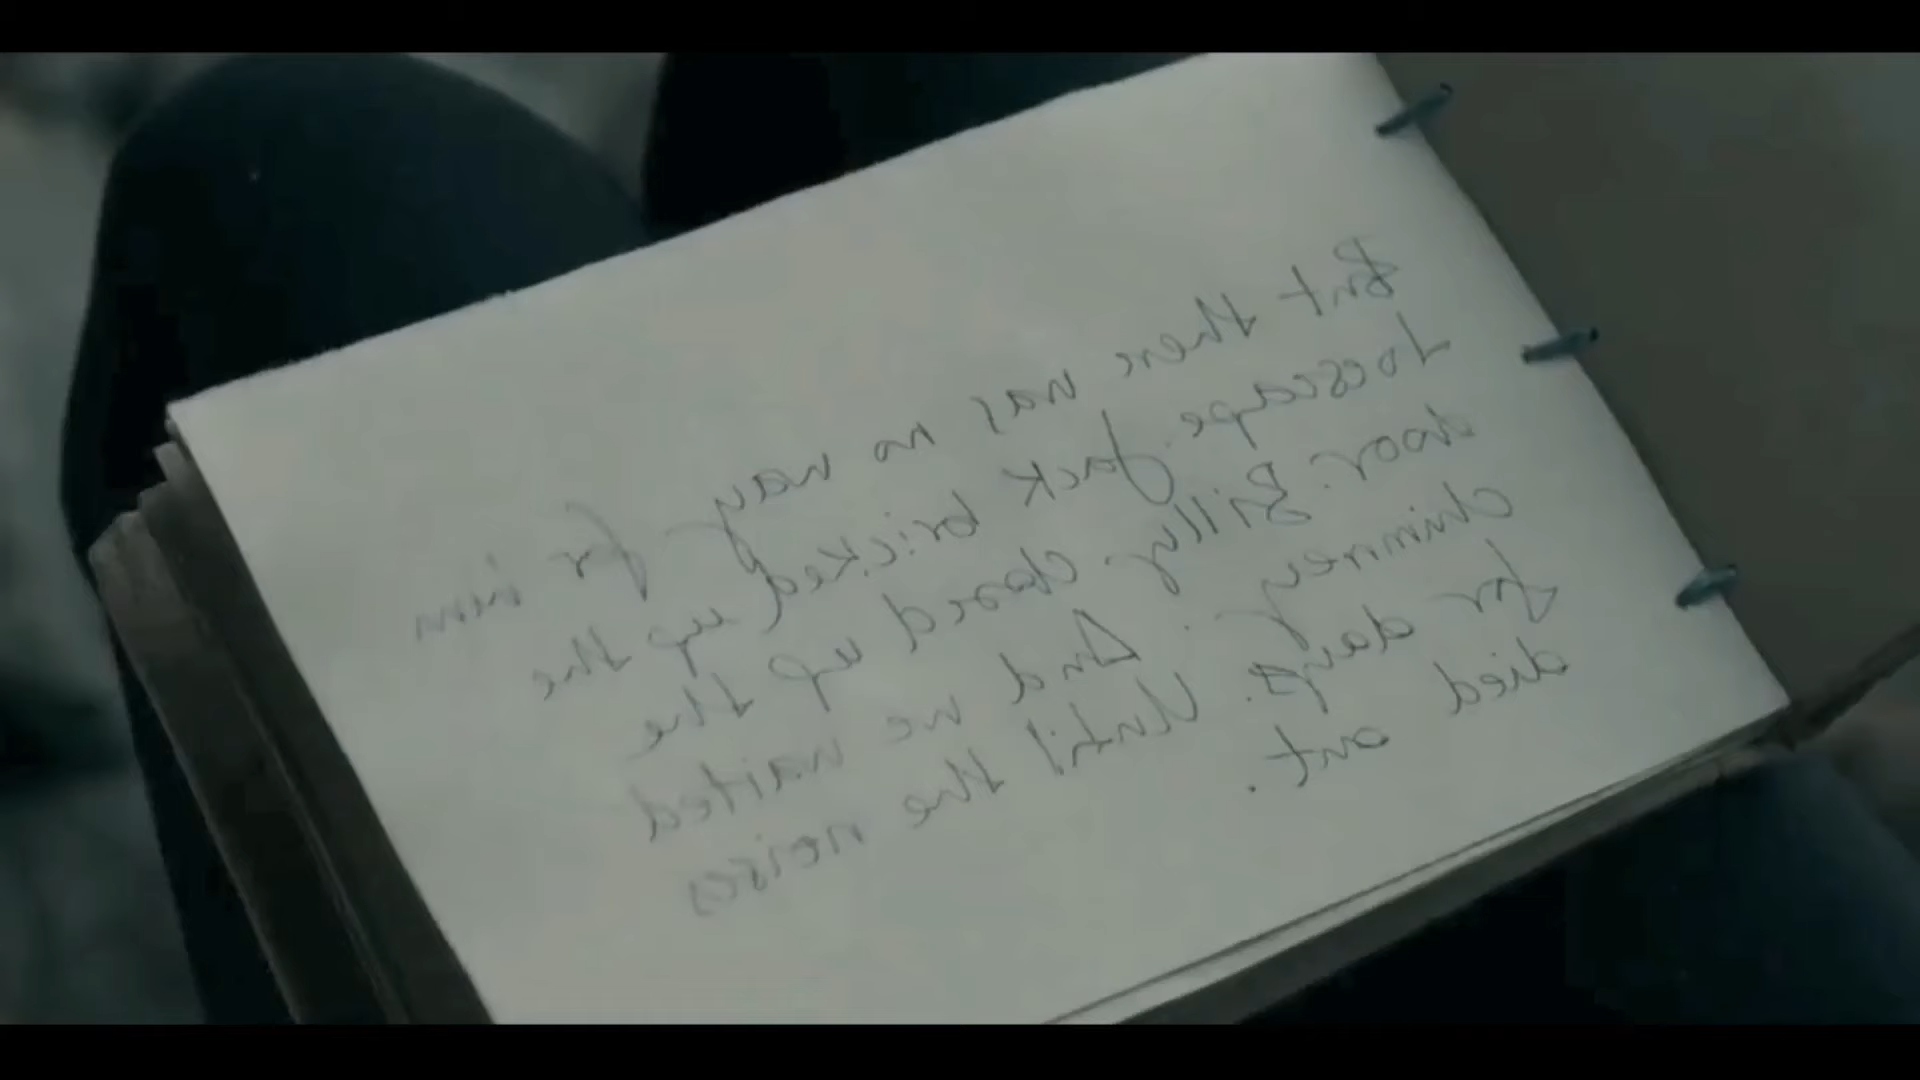 But there was no way for him
to escape. Jack bricked up the
door. Billy closed up the
chimney. And we waited
for days. Until the noises
died out.